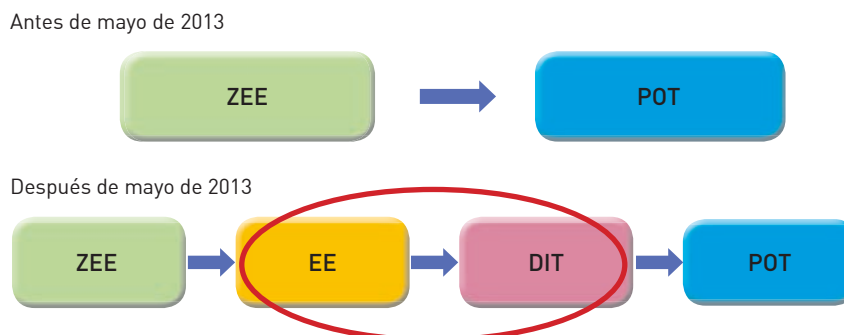 Antes de mayo de 2013
ZEE POT
Después de mayo de 2013
ZEE EE DIT POT